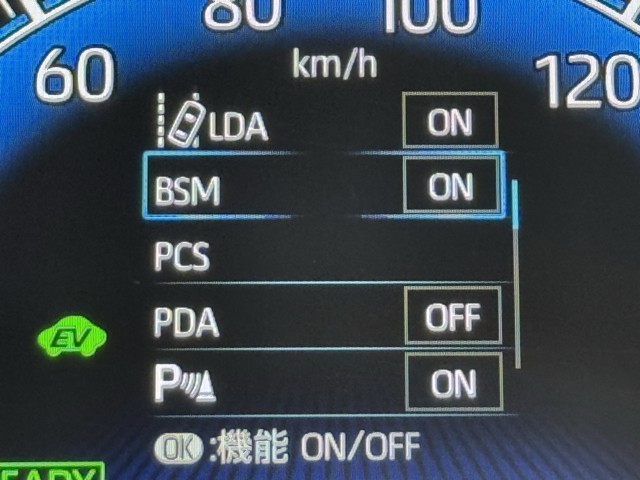 80 100
60 km/h 120
LDA ON
BSM ON
PCS
PDA OFF
EV
P ON
OK :機能 ON/OFF
READY